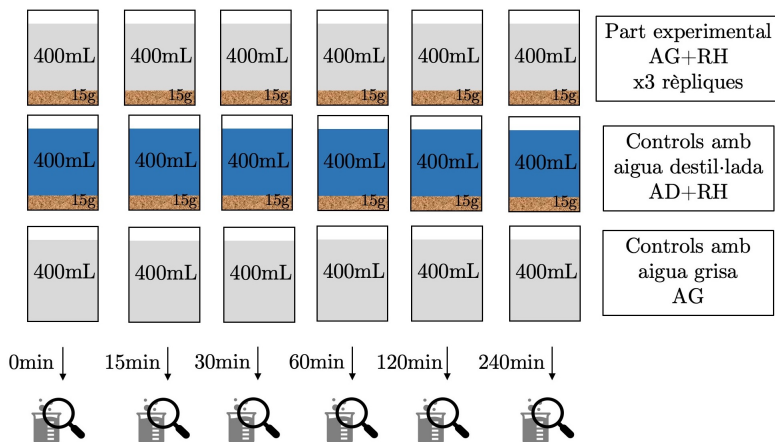 400mL 400mL 400mL 400mL 400mL 400mL
15g 15g 15g 15g 15g 15g
Part experimental
AG+RH
x3 rèpliques
400mL 400mL 400mL 400mL 400mL 400mL
15g 15g 15g 15g 15g 15g
Controls amb
aigua destil·lada
AD+RH
400mL 400mL 400mL 400mL 400mL 400mL
Controls amb
aigua grisa
AG
0min 15min 30min 60min 120min 240min